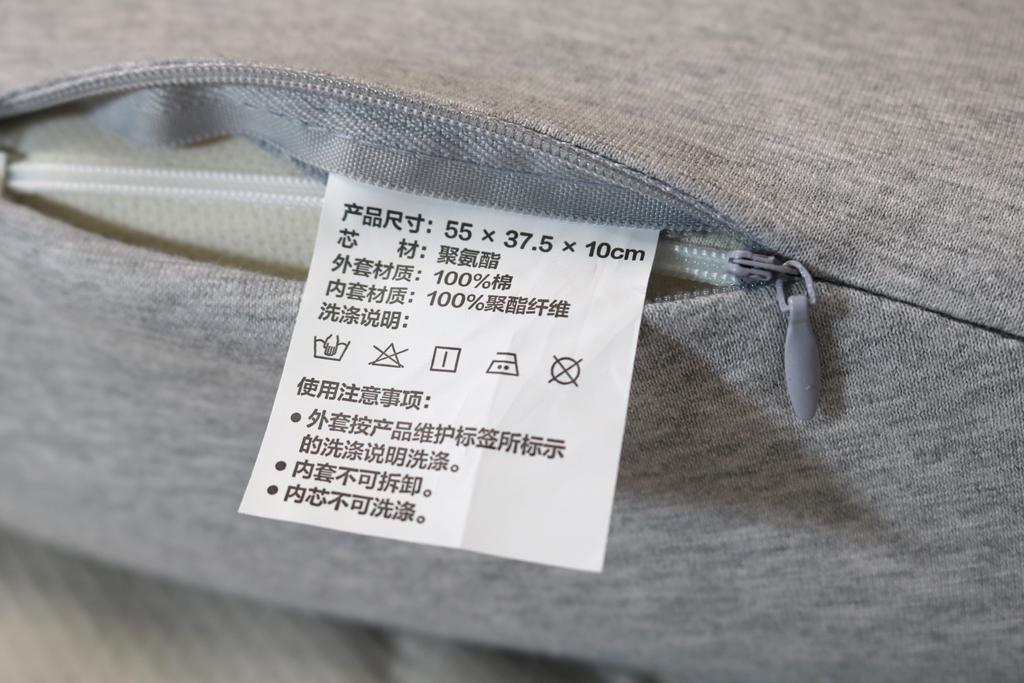 产品尺寸：55 × 37.5 × 10cm
芯 材：聚氨酯
外套材质：100%棉
内套材质：100%聚酯纤维
洗涤说明：
使用注意事项：
● 外套按产品维护标签所标示
的洗涤说明洗涤。
● 内套不可拆卸。
● 内芯不可洗涤。